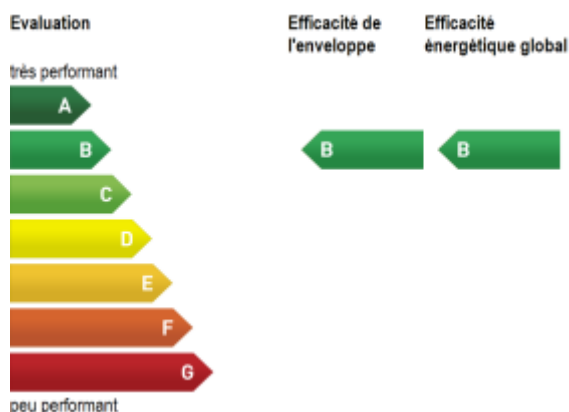 Evaluation
Efficacité de
l'enveloppe
Efficacité
énergétique global
très performant
A
B
B
B
C
D
E
F
G
peu performant